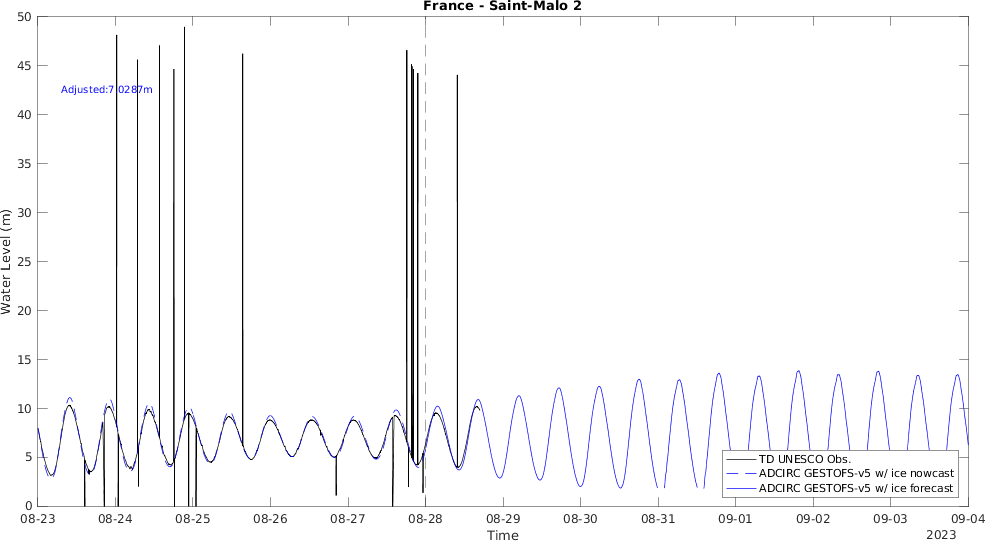 France - Saint-Malo 2
Water Level (m)
50
45
40
35
30
25
20
15
10
5
0
Adjusted:7.0287m
TD UNESCO Obs.
ADCIRC GESTOFS-v5 w/ ice nowcast
ADCIRC GESTOFS-v5 w/ ice forecast
08-23 08-24 08-25 08-26 08-27 08-28 08-29 08-30 08-31 09-01 09-02 09-03 09-04
Time
2023